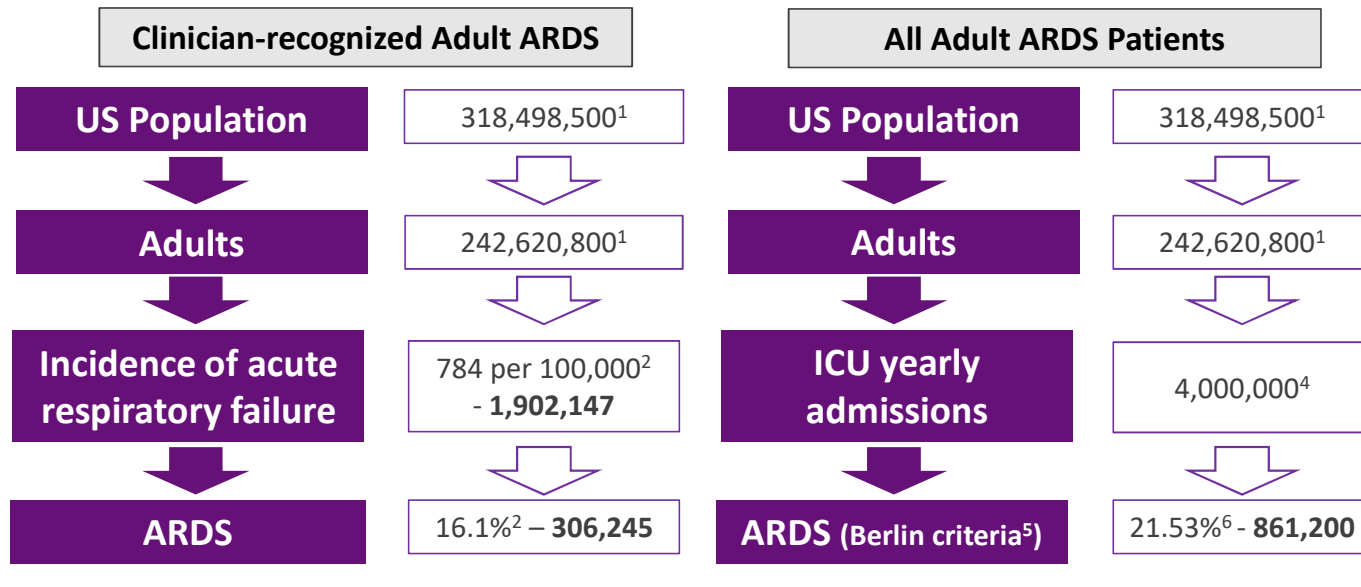 Clinician-recognized Adult ARDS
US Population
318,498,500¹
Adults
242,620,800¹
Incidence of acute
respiratory failure
784 per 100,000²
- 1,902,147
ARDS
16.1%² – 306,245
All Adult ARDS Patients
US Population
318,498,500¹
Adults
242,620,800¹
ICU yearly
admissions
4,000,000⁴
ARDS (Berlin criteria⁵)
21.53%⁶ - 861,200